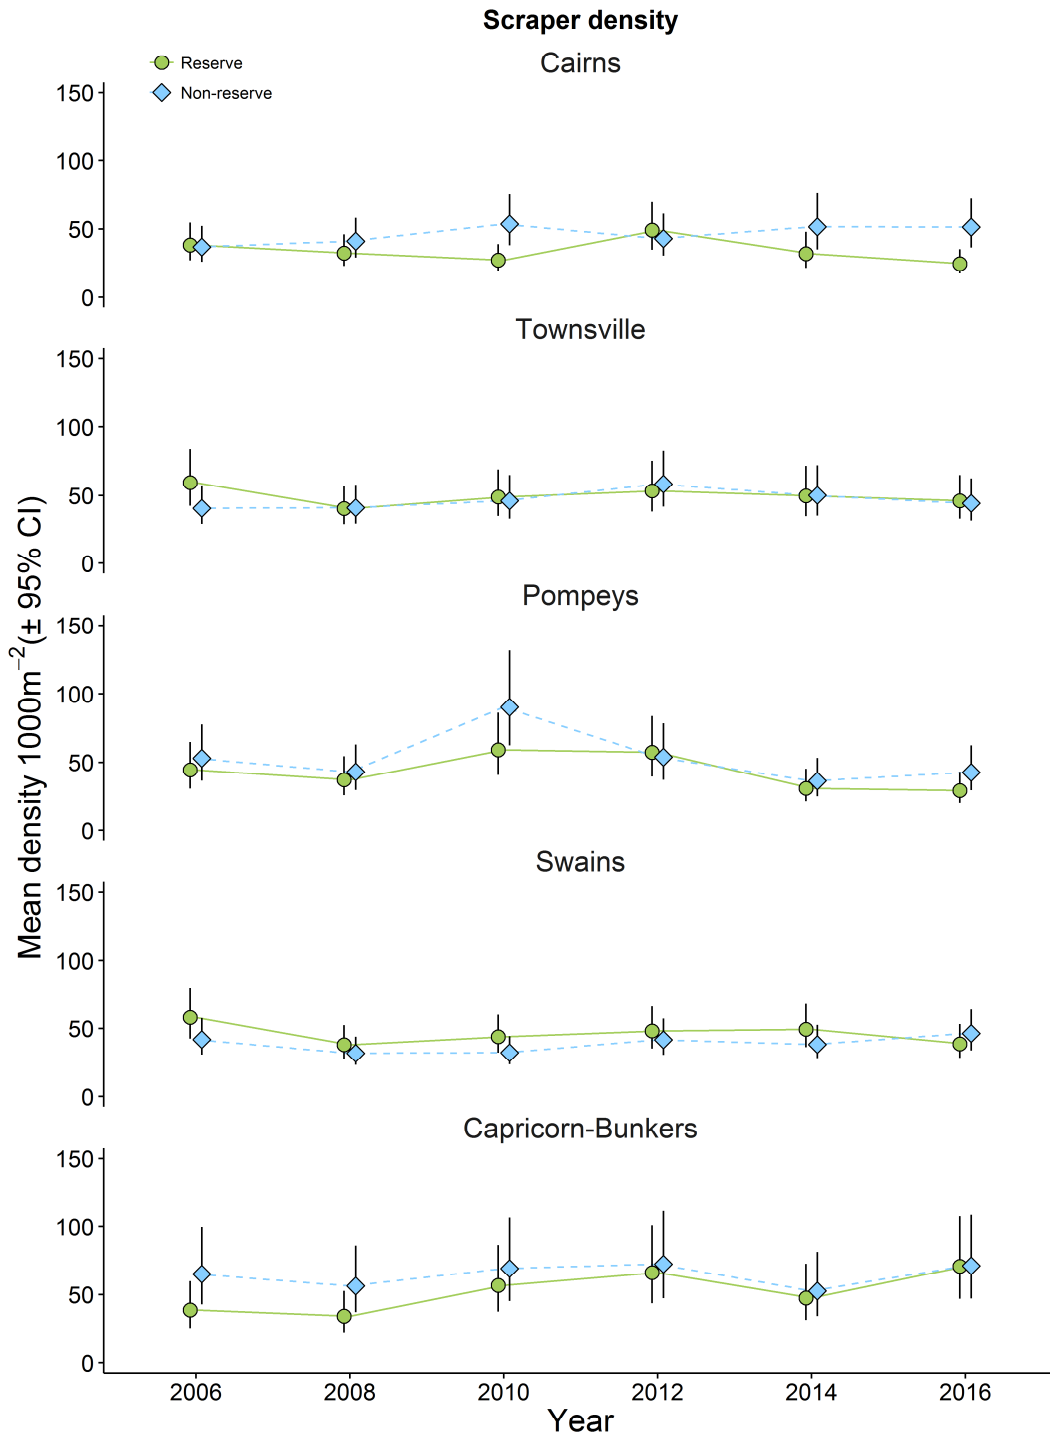 Scraper density
Reserve
Non-reserve
Cairns
150
100
50
0
Townsville
150
100
50
0
Pompeys
150
100
50
0
Swains
150
100
50
0
Capricorn-Bunkers
150
100
50
0
Mean density 1000m⁻²(± 95% CI)
2006 2008 2010 2012 2014 2016
Year